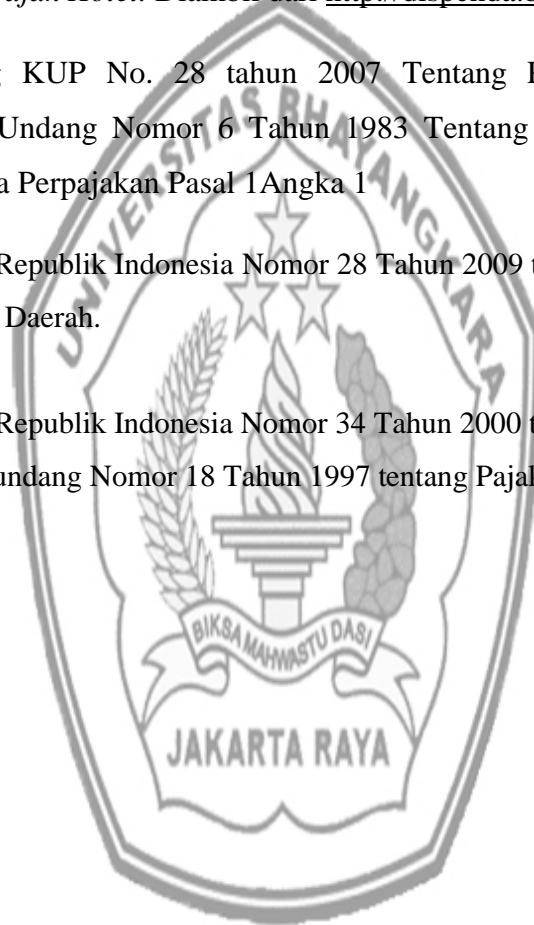 Hotel. Diambil dari
KUP No. 28 tahun 2007 Tentang
Undang Nomor 6 Tahun 1983 Tentang
Perpajakan Pasal 1Angka 1
Republik Indonesia Nomor 28 Tahun 2009
Daerah.
Republik Indonesia Nomor 34 Tahun 2000
undang Nomor 18 Tahun 1997 tentang Pajak
UNIVERSITAS BHAYANGKARA
BIKSA MAHWASTU DASI
JAKARTA RAYA